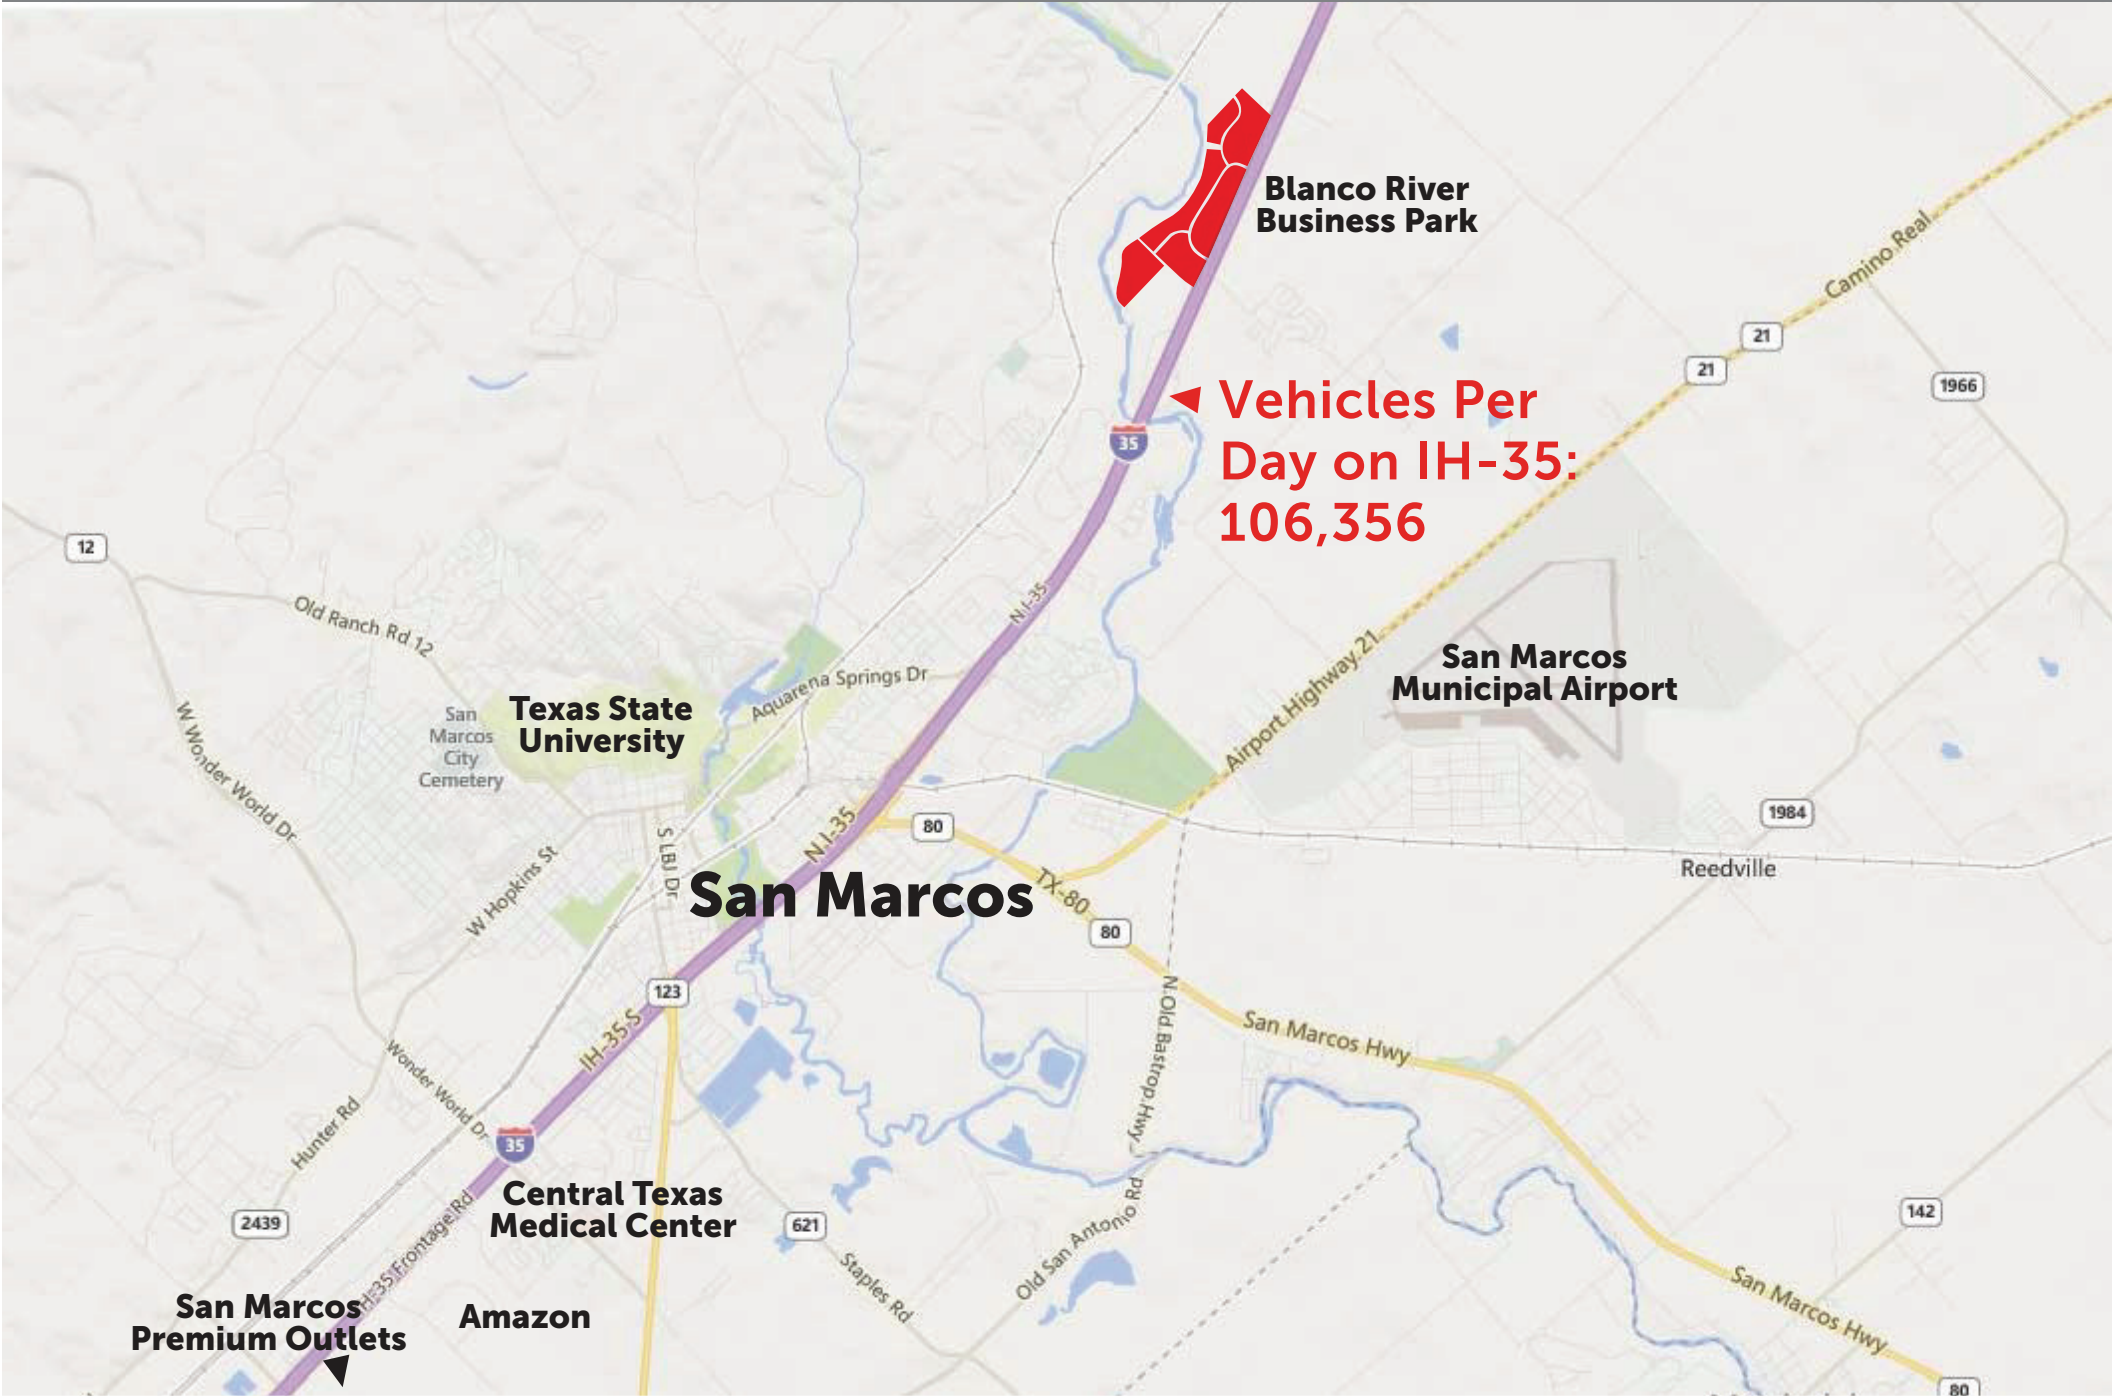 Blanco River
Business Park
Camino Real
21
21
1966
Vehicles Per
Day on IH-35:
106,356
35
12
Old Ranch Rd 12
N I-35
San Marcos
Municipal Airport
Airport Highway 21
Aquarena Springs Dr
Texas State
University
San
Marcos
City
Cemetery
W Wonder World Dr
N I-35
80
1984
Reedville
S LBJ Dr
W Hopkins St
San Marcos
TX-80
80
123
IH-35 S
N Old Bastrop Hwy
San Marcos Hwy
Wonder World Dr
Hunter Rd
35
Central Texas
Medical Center
2439
621
142
Old San Antonio Rd
Staples Rd
IH-35 Frontage Rd
San Marcos
Premium Outlets
Amazon
San Marcos Hwy
80